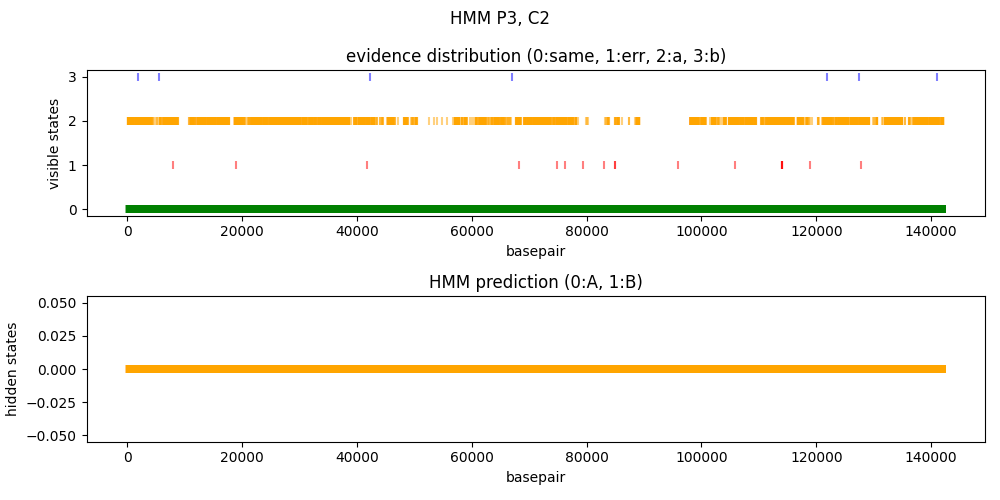 HMM P3, C2
evidence distribution (0:same, 1:err, 2:a, 3:b)
visible states
3
2
1
0
0 20000 40000 60000 80000 100000 120000 140000
basepair
HMM prediction (0:A, 1:B)
hidden states
0.050
0.025
0.000
−0.025
−0.050
0 20000 40000 60000 80000 100000 120000 140000
basepair